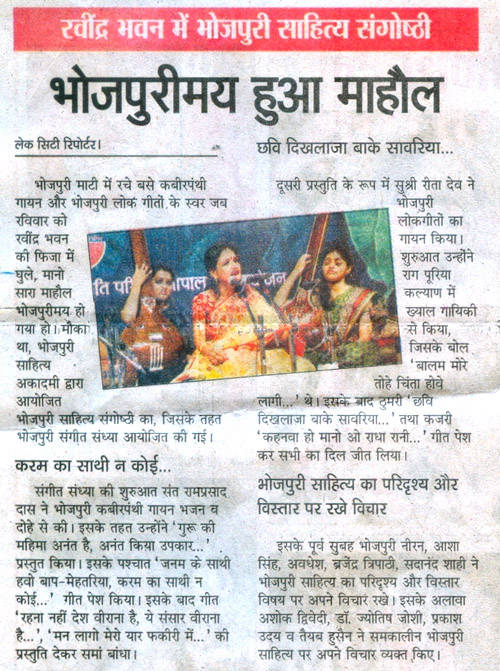 रवींद्र भवन में भोजपुरी साहित्य संगोष्ठी
भोजपुरीमय हुआ माहौल
लेक सिटी रिपोर्टर।
भोजपुरी माटी में रचे बसे कबीरपंथी
गायन और भोजपुरी लोक गीतों के स्वर जब
रविवार को
रवींद्र भवन
की फिजा में
घुले, मानो
सारा माहौल
भोजपुरीमय हो
गया हो। मौका
था, भोजपुरी
साहित्य
अकादमी द्वारा
आयोजित
भोजपुरी साहित्य संगोष्ठी का, जिसके तहत
भोजपुरी संगीत संध्या आयोजित की गई।
करम का साथी न कोई...
संगीत संध्या की शुरुआत संत रामप्रसाद
दास ने भोजपुरी कबीरपंथी गायन भजन व
दोहे से की। इसके तहत उन्होंने 'गुरू की
महिमा अनंत है, अनंत किया उपकार...'
प्रस्तुत किया। इसके पश्चात 'जनम के साथी
हवो बाप-मेहतरिया, करम का साथी न
कोई...' गीत पेश किया। इसके बाद गीत
'रहना नहीं देश वीराना है, ये संसार वीराना
है...', 'मन लागो मेरो यार फकीरी में...' की
प्रस्तुति देकर समां बांधा।
छवि दिखलाजा बाके सावरिया...
दूसरी प्रस्तुति के रूप में सुश्री रीता देव ने
भोजपुरी
लोकगीतों का
गायन किया।
शुरुआत उन्होंने
राग पूरिया
कल्याण में
ख्याल गायिकी
से किया,
जिसके बोल
'बालम मोरे
तोहे चिंता होवे
लागी...' थे। इसके बाद ठुमरी 'छवि
दिखलाजा बाके सावरिया...' तथा कजरी
'कहनवा हो मानो ओ राधा रानी...' गीत पेश
कर सभी का दिल जीत लिया।
भोजपुरी साहित्य का परिदृश्य और
विस्तार पर रखे विचार
इसके पूर्व सुबह भोजपुरी नीरन, आशा
सिंह, अवधेश, ब्रजेंद्र त्रिपाठी, सदानंद शाही ने
भोजपुरी साहित्य का परिदृश्य और विस्तार
विषय पर अपने विचार रखे। इसके अलावा
अशोक द्विवेदी, डॉ. ज्योतिष जोशी, प्रकाश
उदय व तैयब हुसैन ने समकालीन भोजपुरी
साहित्य पर अपने विचार व्यक्त किए।